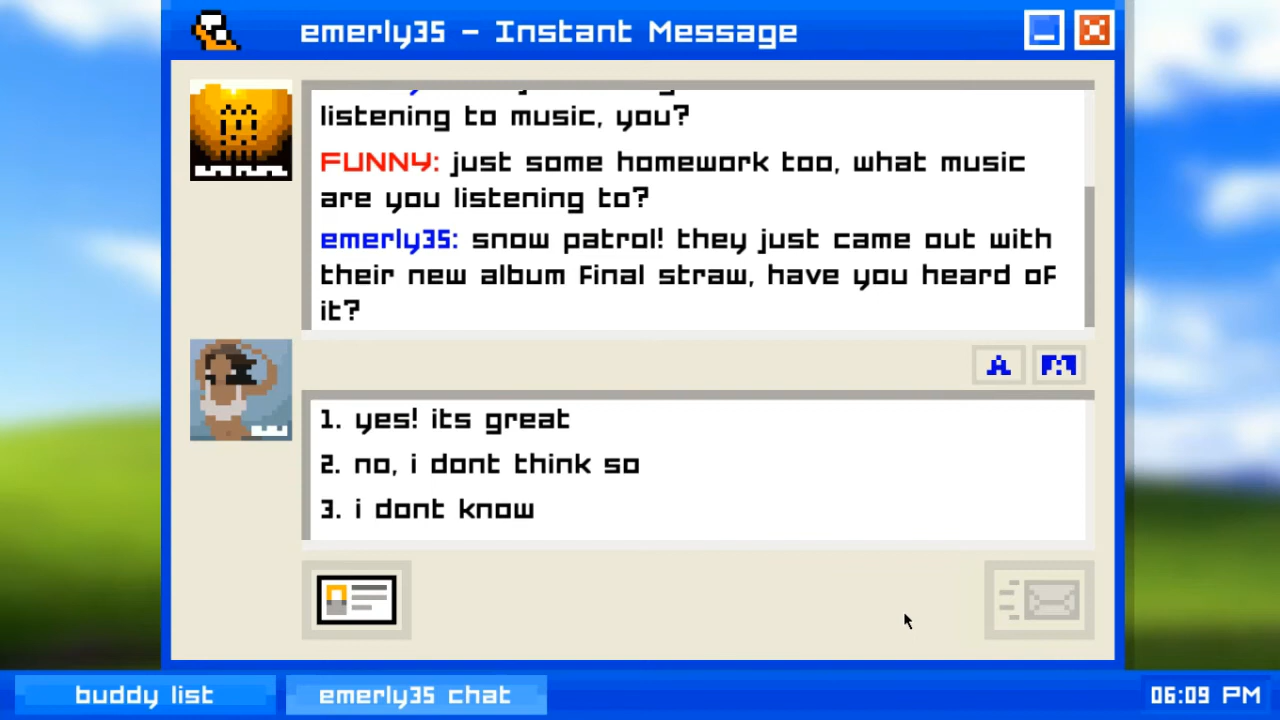 emerly35 - Instant Message
listening to music, you?
FUNNY: just some homework too, what music
are you listening to?
emerly35: snow patrol! they just came out with
their new album final straw, have you heard of
it?
A
1. yes! its great
2. no, i dont think so
3. i dont know
buddy list
emerly35 chat
06:09 PM